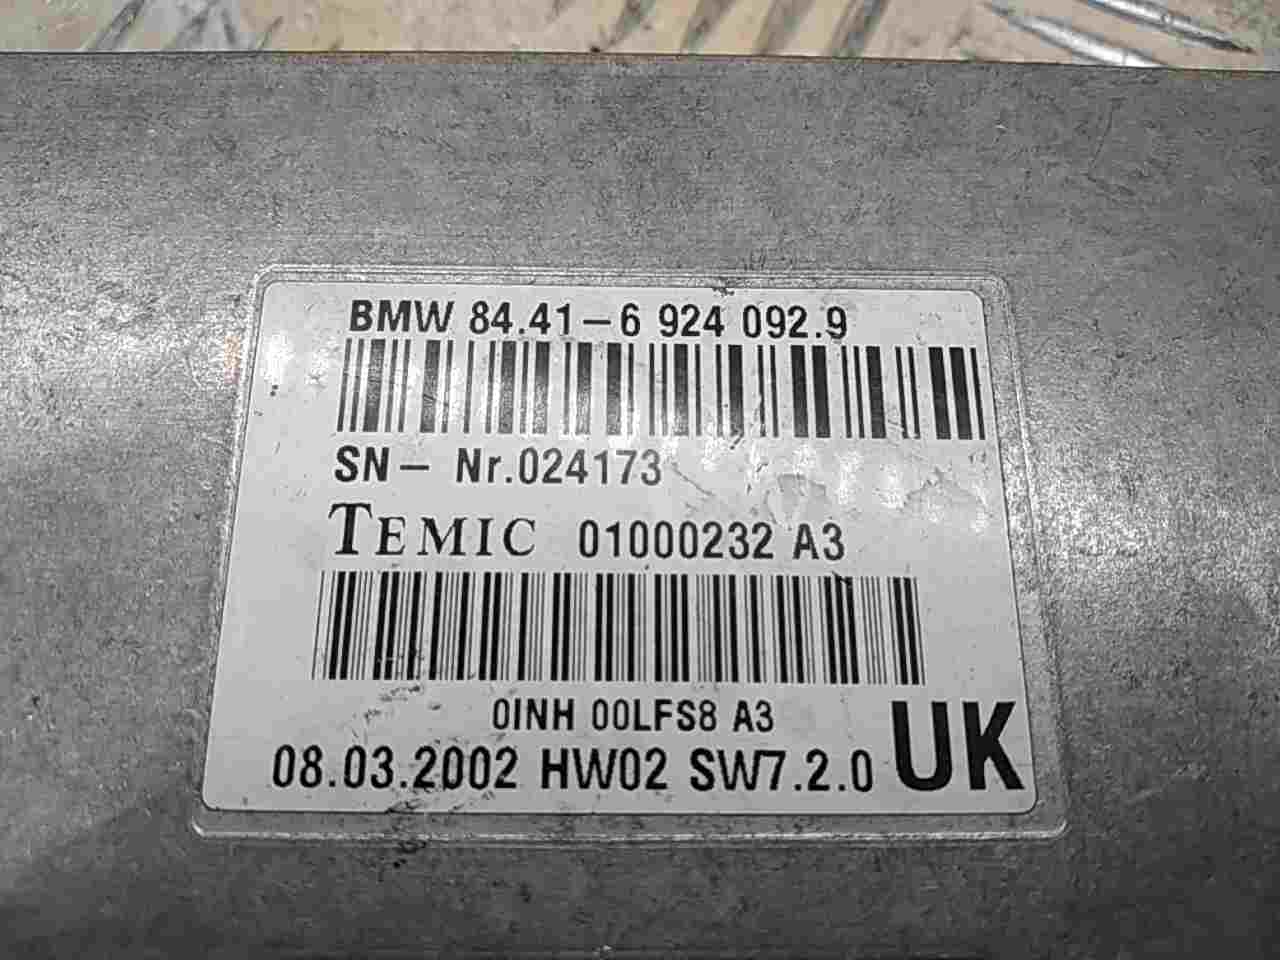 BMW 84.41-6 924 092.9
SN- Nr.024173
TEMIC 01000232 A3
0INH 00LFS8 A3
08.03.2002 HW02 SW7.2.0 UK